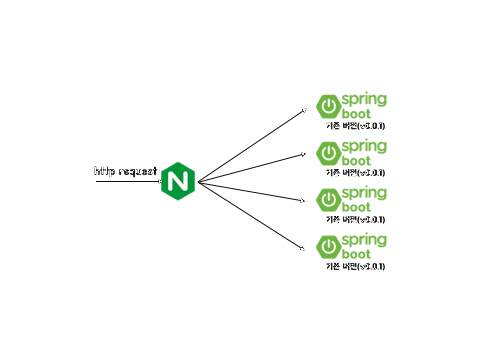 spring
boot
기존 버전(v0.0.1)
spring
boot
기존 버전(v0.0.1)
http request
N
spring
boot
기존 버전(v0.0.1)
spring
boot
기존 버전(v0.0.1)